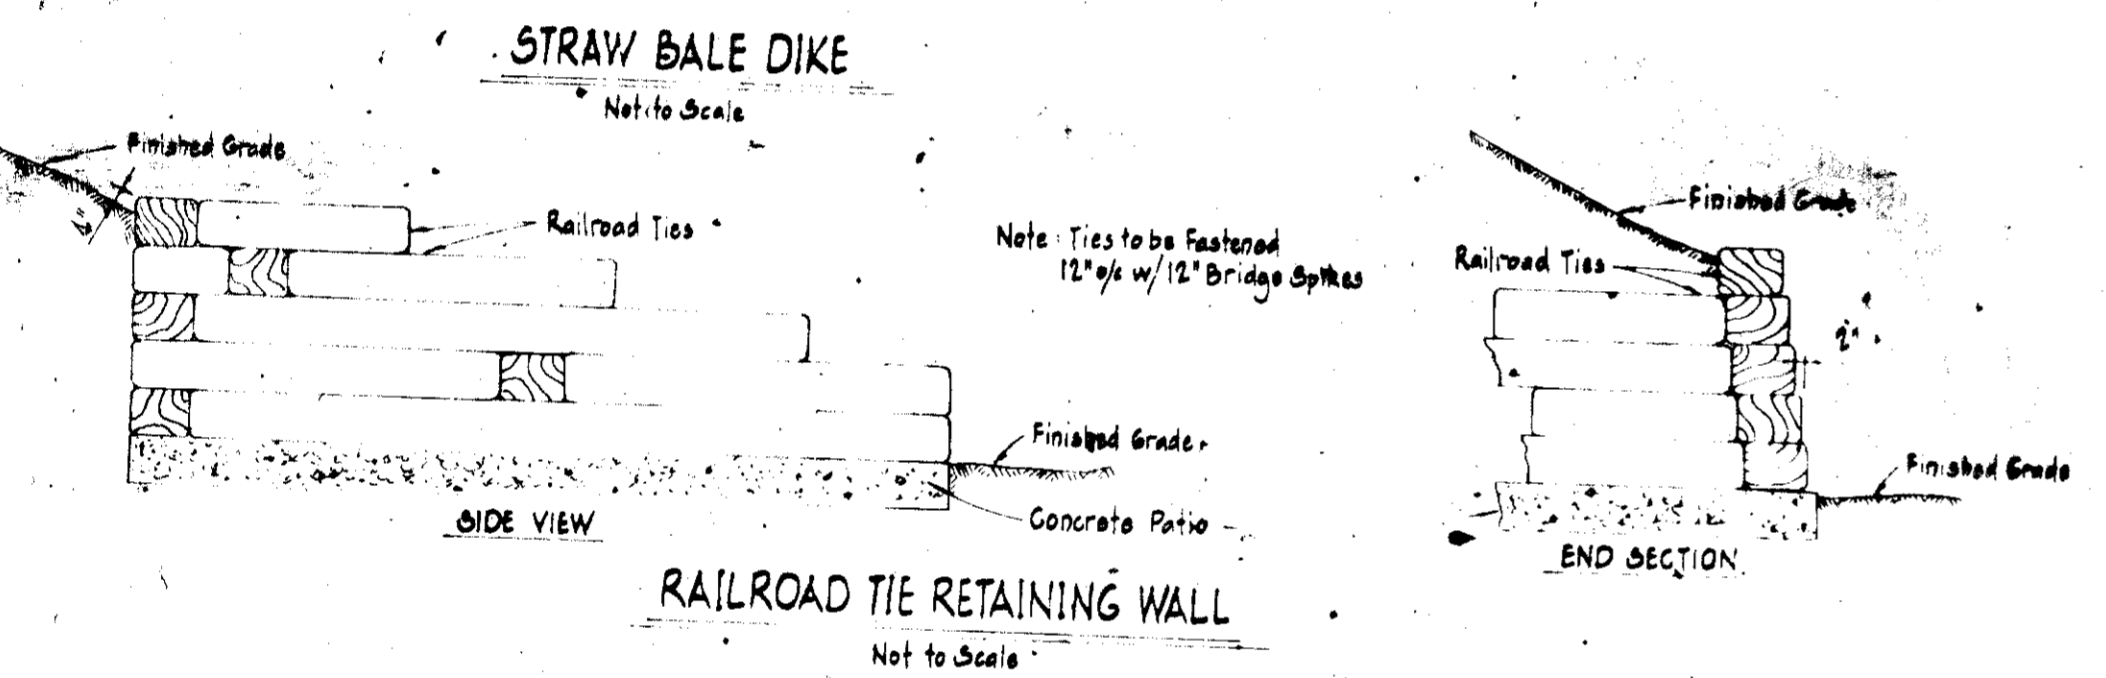 STRAW BALE DIKE
Not to Scale
Finished Grade
4"
Railroad Ties
Note: Ties to be Fastened
12" o/c w/ 12" Bridge Spikes
Finished Grade
Concrete Patio
SIDE VIEW
Finished Grade
Railroad Ties
2"
Finished Grade
END SECTION
RAILROAD TIE RETAINING WALL
Not to Scale